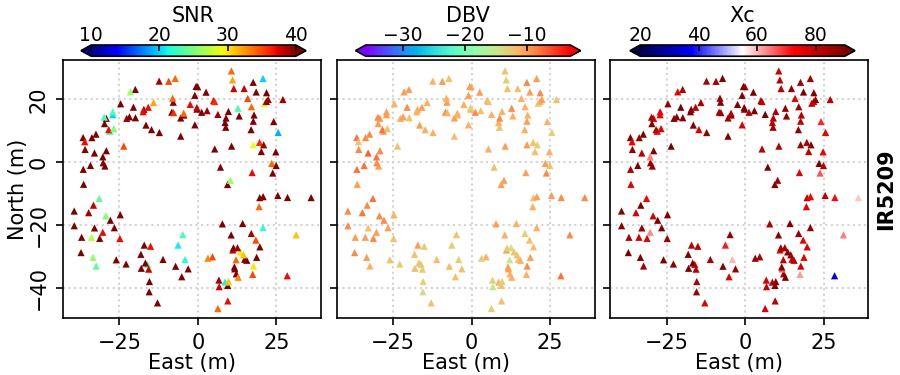 SNR DBV Xc
10 20 30 40 −30 −20 −10 20 40 60 80
20
0
−20
−40
North (m)
−25 0 25 −25 0 25 −25 0 25
East (m) East (m) East (m)
IR5209